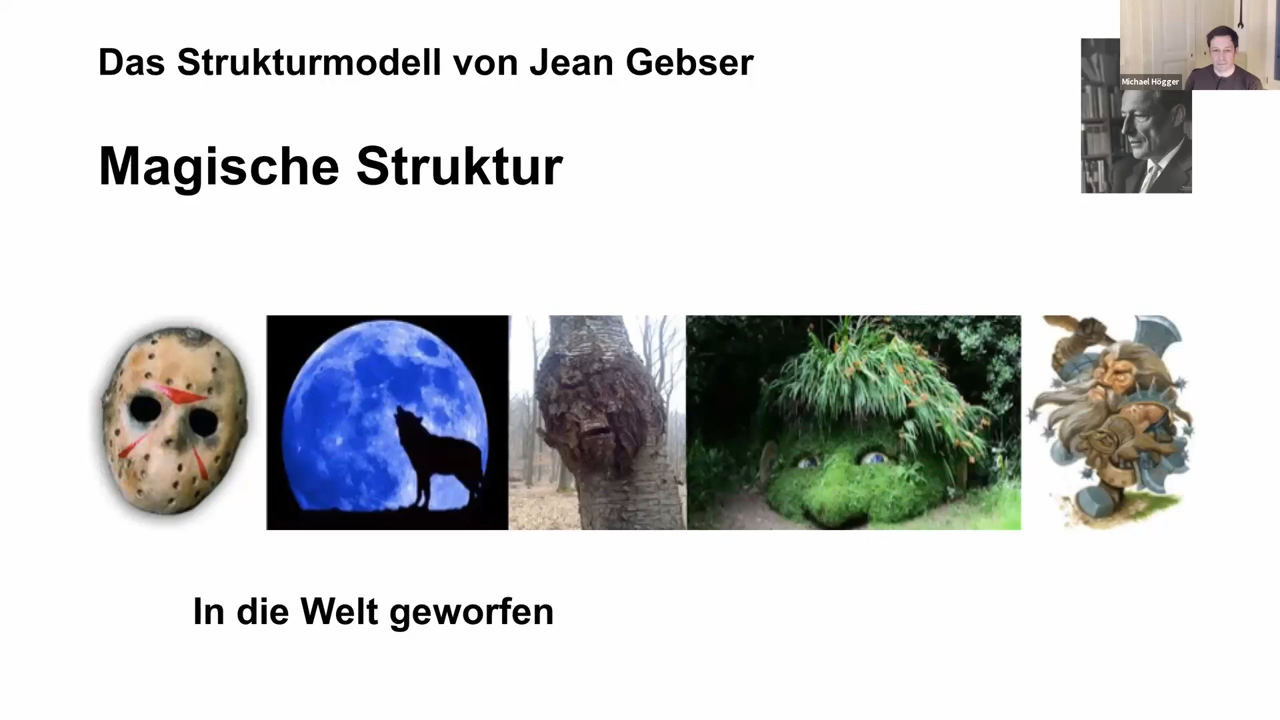 Das Strukturmodell von Jean Gebser
Michael Högger
Magische Struktur
In die Welt geworfen